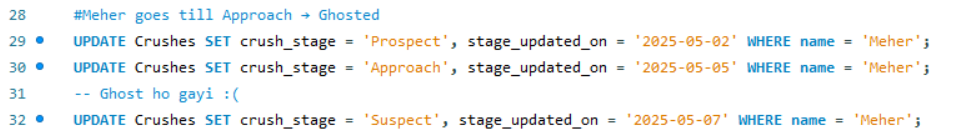 28 #Meher goes till Approach → Ghosted
29 UPDATE Crushes SET crush_stage = 'Prospect', stage_updated_on = '2025-05-02' WHERE name = 'Meher';
30 UPDATE Crushes SET crush_stage = 'Approach', stage_updated_on = '2025-05-05' WHERE name = 'Meher';
31 -- Ghost ho gayi :(
32 UPDATE Crushes SET crush_stage = 'Suspect', stage_updated_on = '2025-05-07' WHERE name = 'Meher';